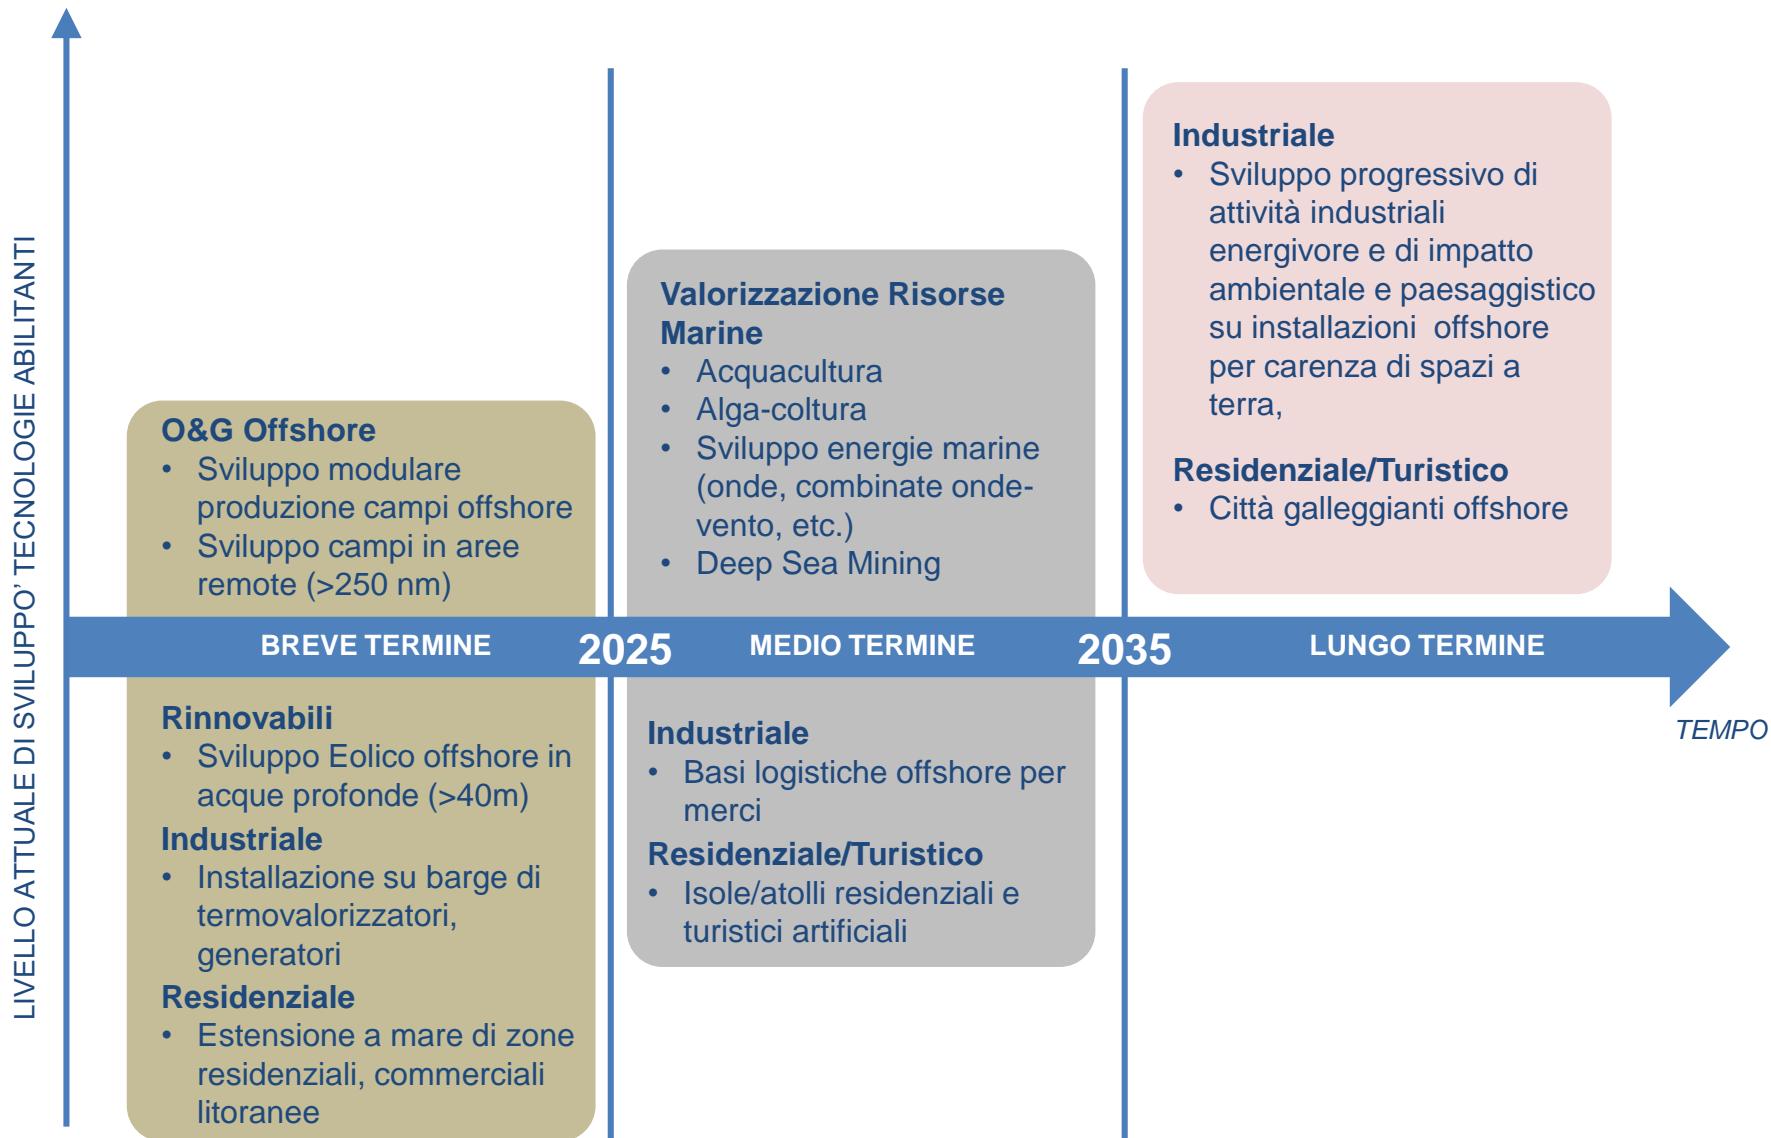 LIVELLO ATTUALE DI SVILUPPO’ TECNOLOGIE ABILITANTI
O&G Offshore
• Sviluppo modulare
produzione campi offshore
• Sviluppo campi in aree
remote (>250 nm)
Valorizzazione Risorse
Marine
• Acquacultura
• Alga-coltura
• Sviluppo energie marine
(onde, combinate onde-
vento, etc.)
• Deep Sea Mining
Industriale
• Sviluppo progressivo di
attività industriali
energivore e di impatto
ambientale e paesaggistico
su installazioni offshore
per carenza di spazi a
terra,
Residenziale/Turistico
• Città galleggianti offshore
BREVE TERMINE
2025
MEDIO TERMINE
2035
LUNGO TERMINE
TEMPO
Rinnovabili
• Sviluppo Eolico offshore in
acque profonde (>40m)
Industriale
• Installazione su barge di
termovalorizzatori,
generatori
Residenziale
• Estensione a mare di zone
residenziali, commerciali
litoranee
Industriale
• Basi logistiche offshore per
merci
Residenziale/Turistico
• Isole/atolli residenziali e
turistici artificiali